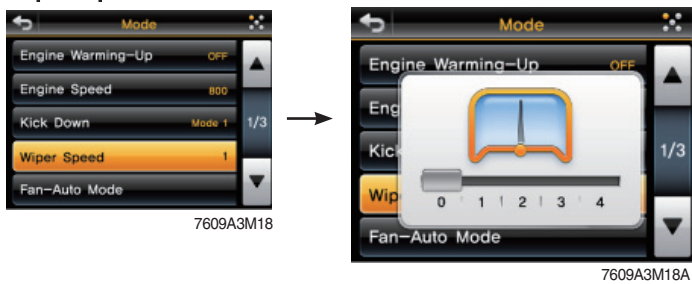 Mode
Engine Warming-Up OFF
Engine Speed 800
Kick Down Mode 1
1/3
Wiper Speed 1
Fan-Auto Mode
7609A3M18
Mode
Engine Warming-Up OFF
Eng
Kick
1/3
Wip
0 1 2 3 4
Fan-Auto Mode
7609A3M18A